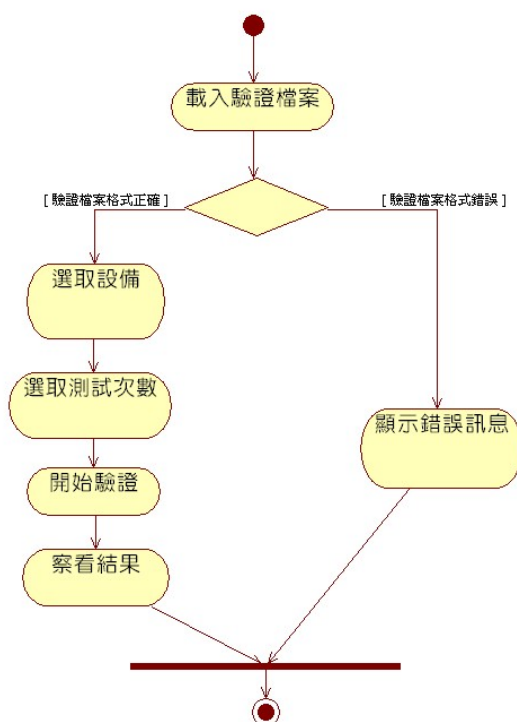 載入驗證檔案
[ 驗證檔案格式正確 ]
[ 驗證檔案格式錯誤 ]
選取設備
選取測試次數
顯示錯誤訊息
開始驗證
察看結果